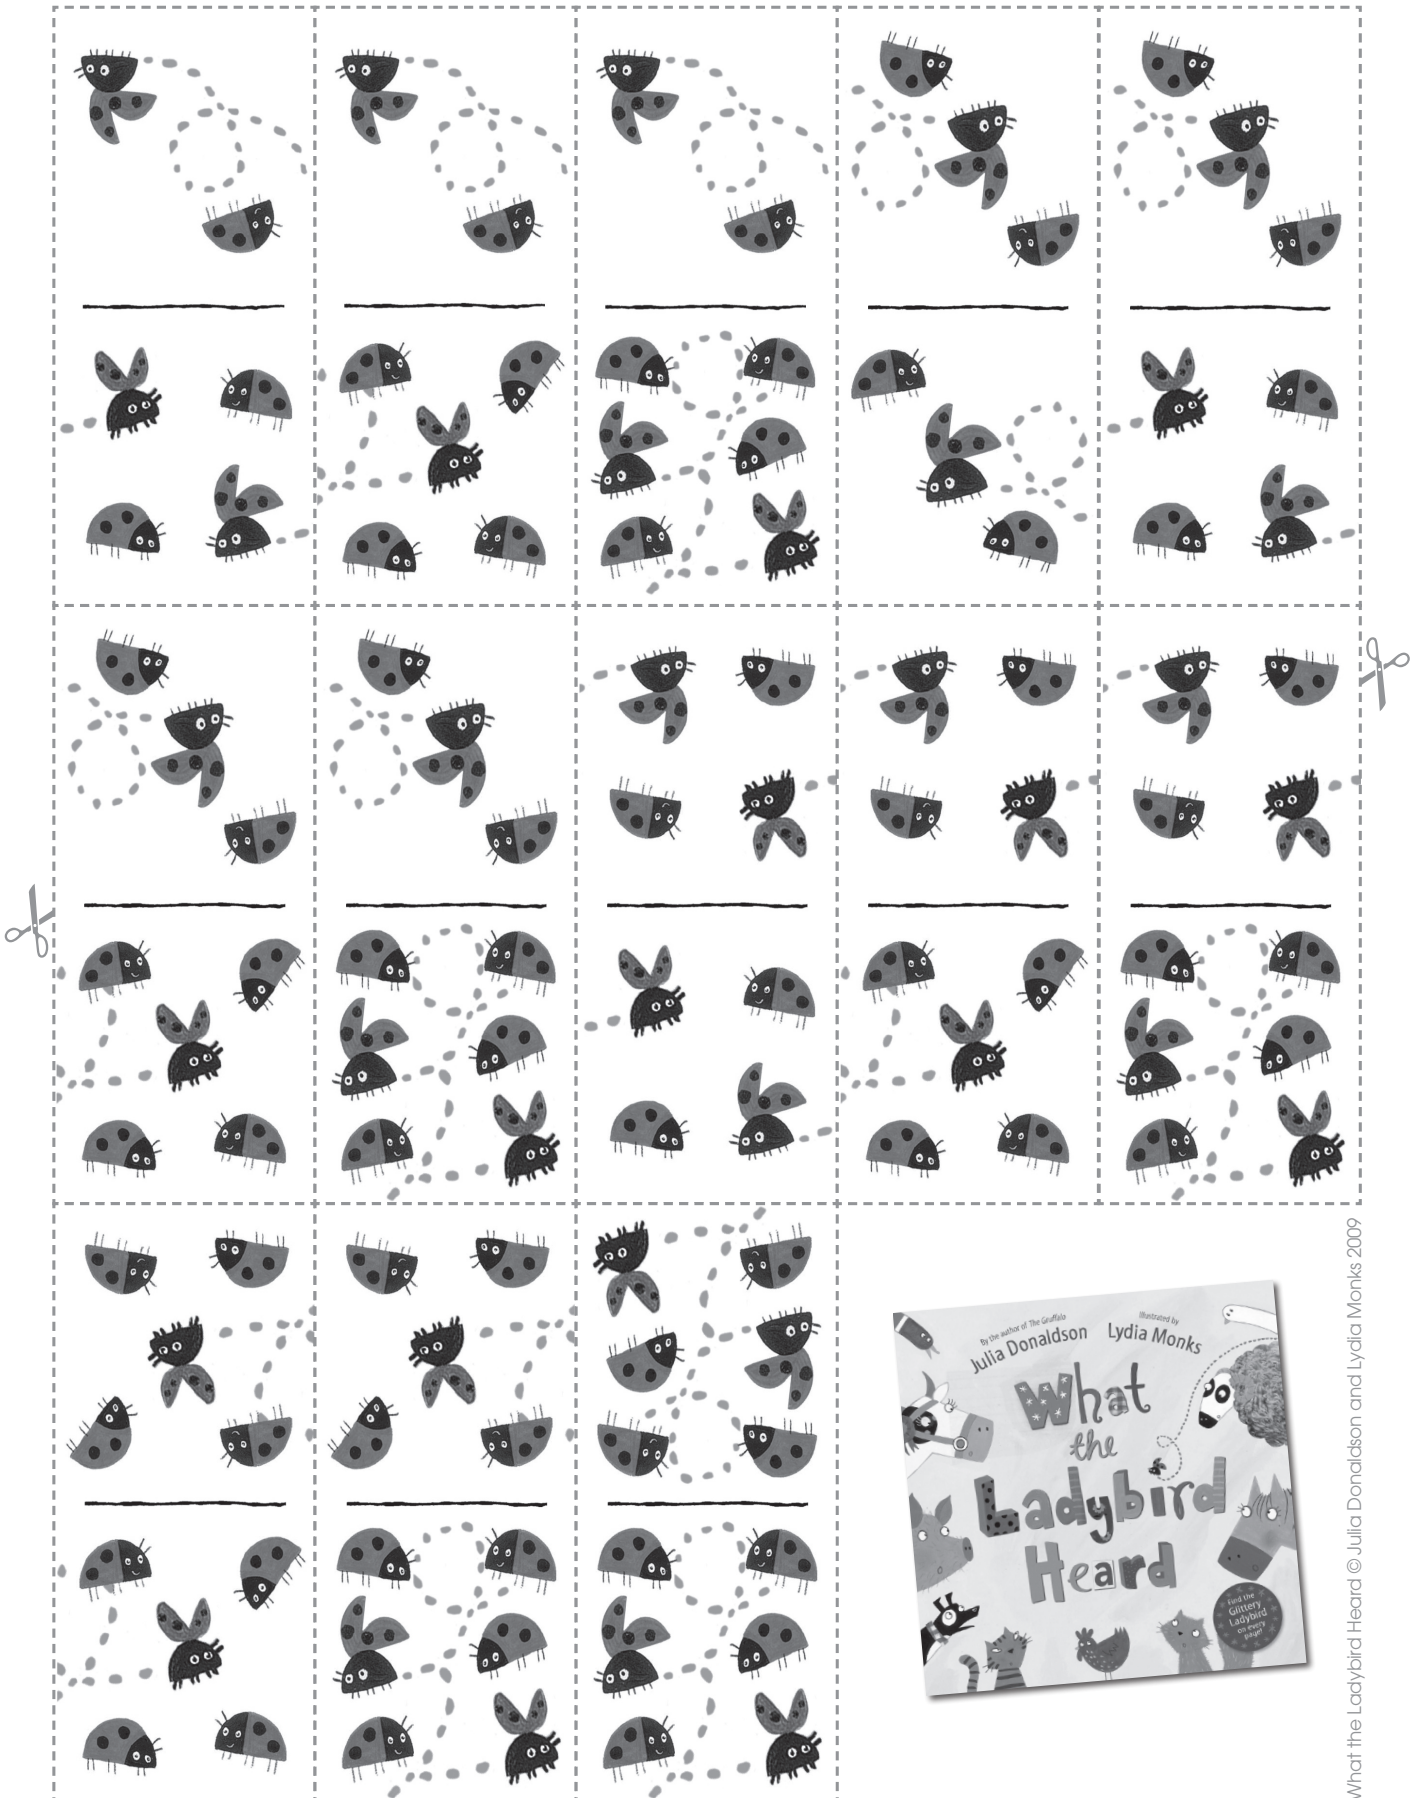 By the author of The Gruffalo
Julia Donaldson
Illustrated by
Lydia Monks
What
the
Ladybird
Heard
Find the
Glittery
Ladybird
on every
page!
What the Ladybird Heard © Julia Donaldson and Lydia Monks 2009